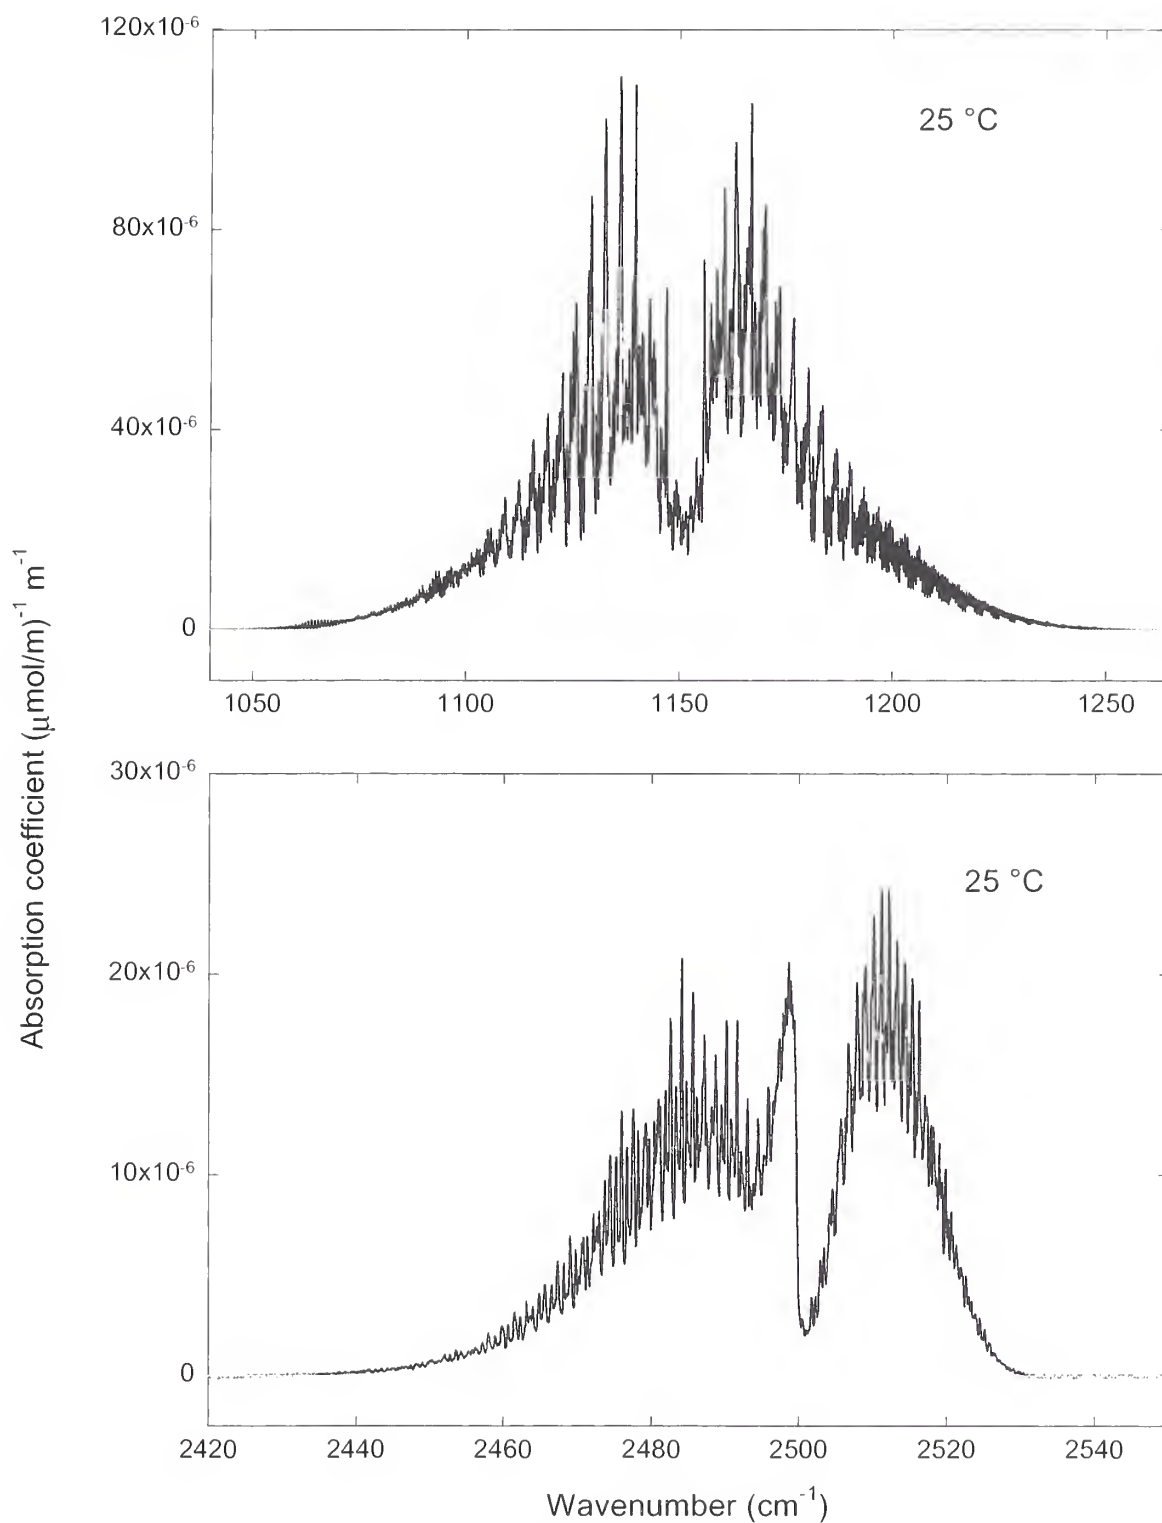 120x10⁻⁶
25 °C
80x10⁻⁶
40x10⁻⁶
0
1050 1100 1150 1200 1250
Absorption coefficient (μmol/m)⁻¹ m⁻¹
30x10⁻⁶
25 °C
20x10⁻⁶
10x10⁻⁶
0
2420 2440 2460 2480 2500 2520 2540
Wavenumber (cm⁻¹)